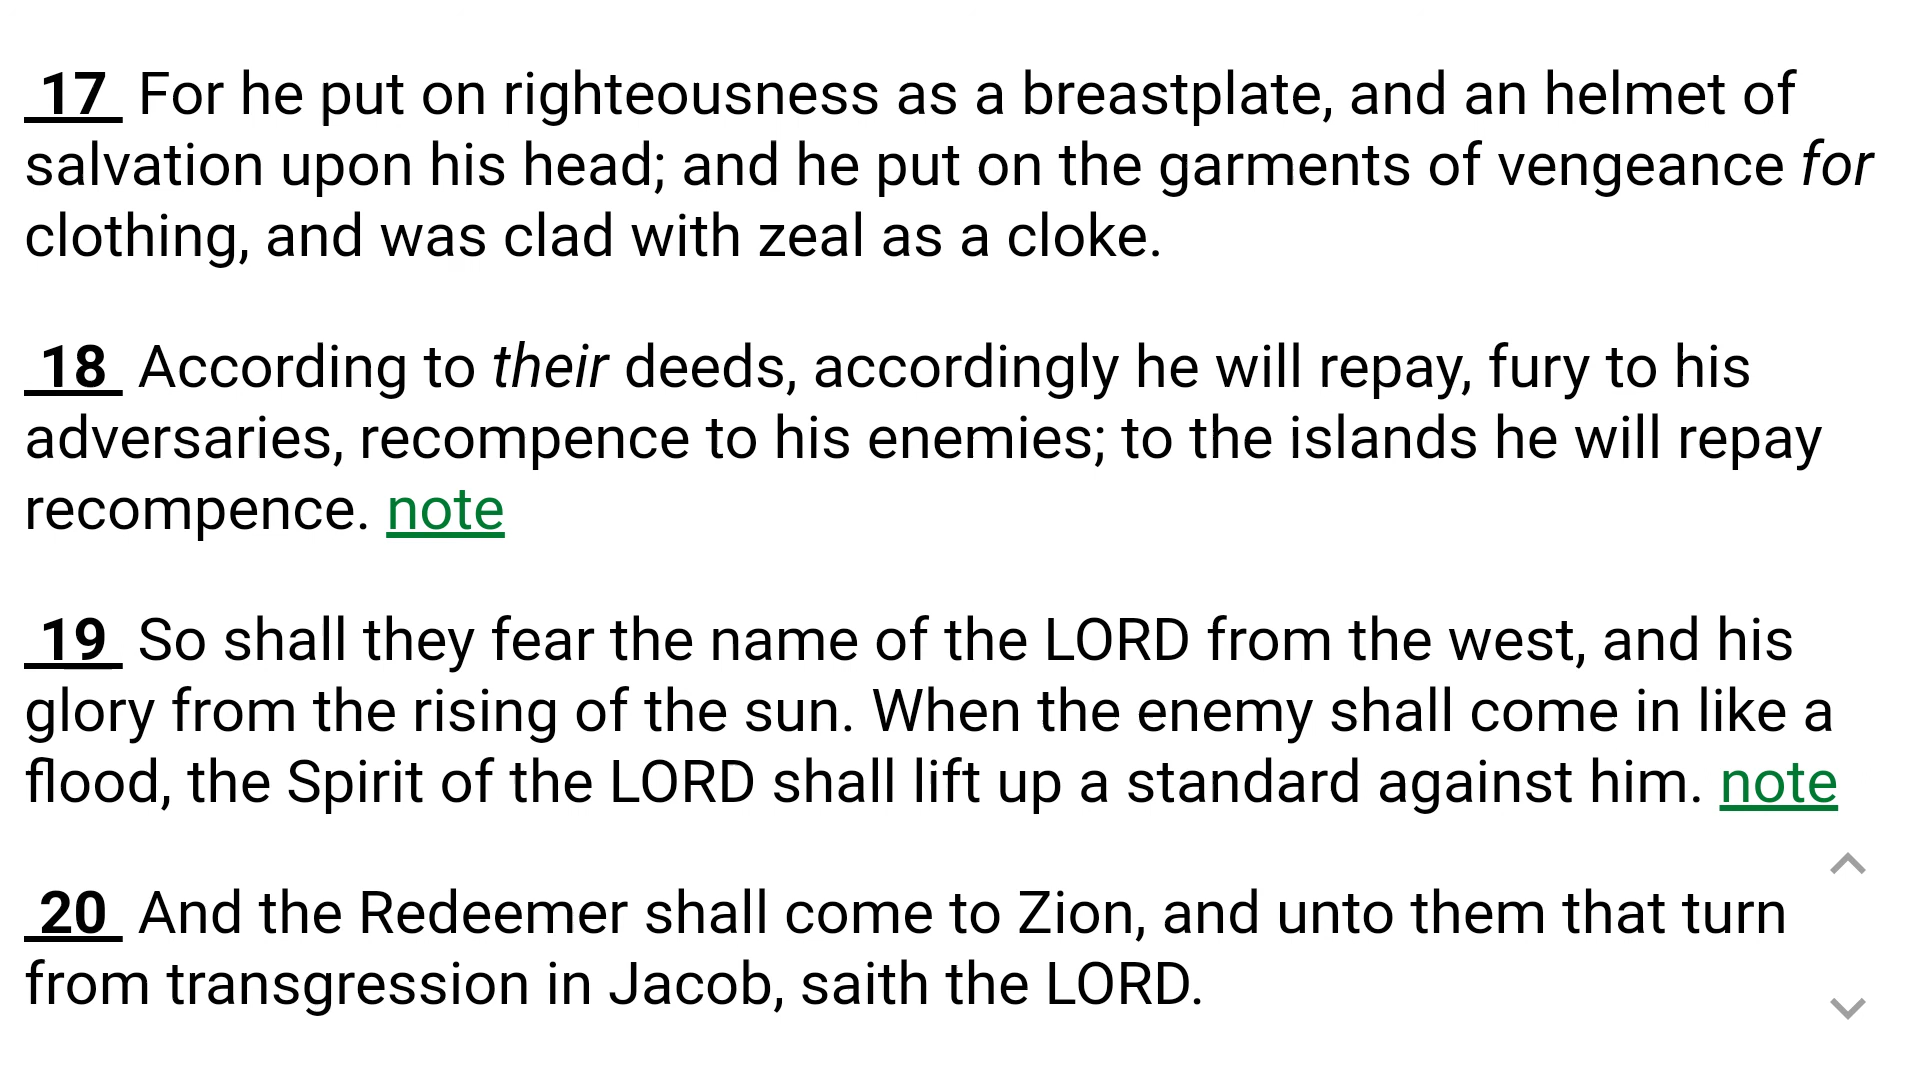 17 For he put on righteousness as a breastplate, and an helmet of
salvation upon his head; and he put on the garments of vengeance for
clothing, and was clad with zeal as a cloke.
18 According to their deeds, accordingly he will repay, fury to his
adversaries, recompence to his enemies; to the islands he will repay
recompence. note
19 So shall they fear the name of the LORD from the west, and his
glory from the rising of the sun. When the enemy shall come in like a
flood, the Spirit of the LORD shall lift up a standard against him. note
20 And the Redeemer shall come to Zion, and unto them that turn
from transgression in Jacob, saith the LORD.